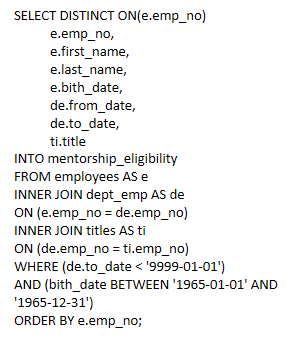 SELECT DISTINCT ON(e.emp_no)
e.emp_no,
e.first_name,
e.last_name,
e.bith_date,
de.from_date,
de.to_date,
ti.title
INTO mentorship_eligibility
FROM employees AS e
INNER JOIN dept_emp AS de
ON (e.emp_no = de.emp_no)
INNER JOIN titles AS ti
ON (de.emp_no = ti.emp_no)
WHERE (de.to_date < '9999-01-01')
AND (bith_date BETWEEN '1965-01-01' AND
'1965-12-31')
ORDER BY e.emp_no;